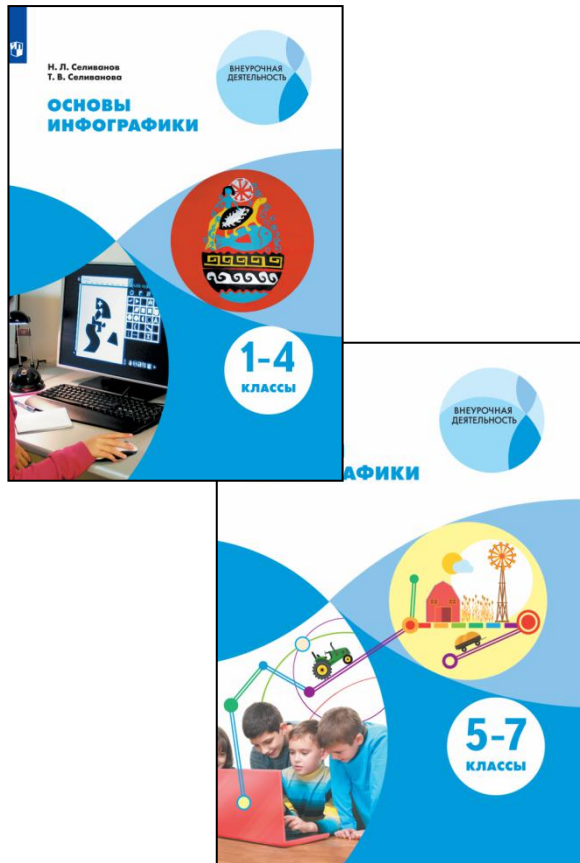 Н. Л. Селиванов
Т. В. Селиванова
ВНЕУРОЧНАЯ
ДЕЯТЕЛЬНОСТЬ
ОСНОВЫ
ИНФОГРАФИКИ
1–4
КЛАССЫ
ВНЕУРОЧНАЯ
ДЕЯТЕЛЬНОСТЬ
АФИКИ
5–7
КЛАССЫ